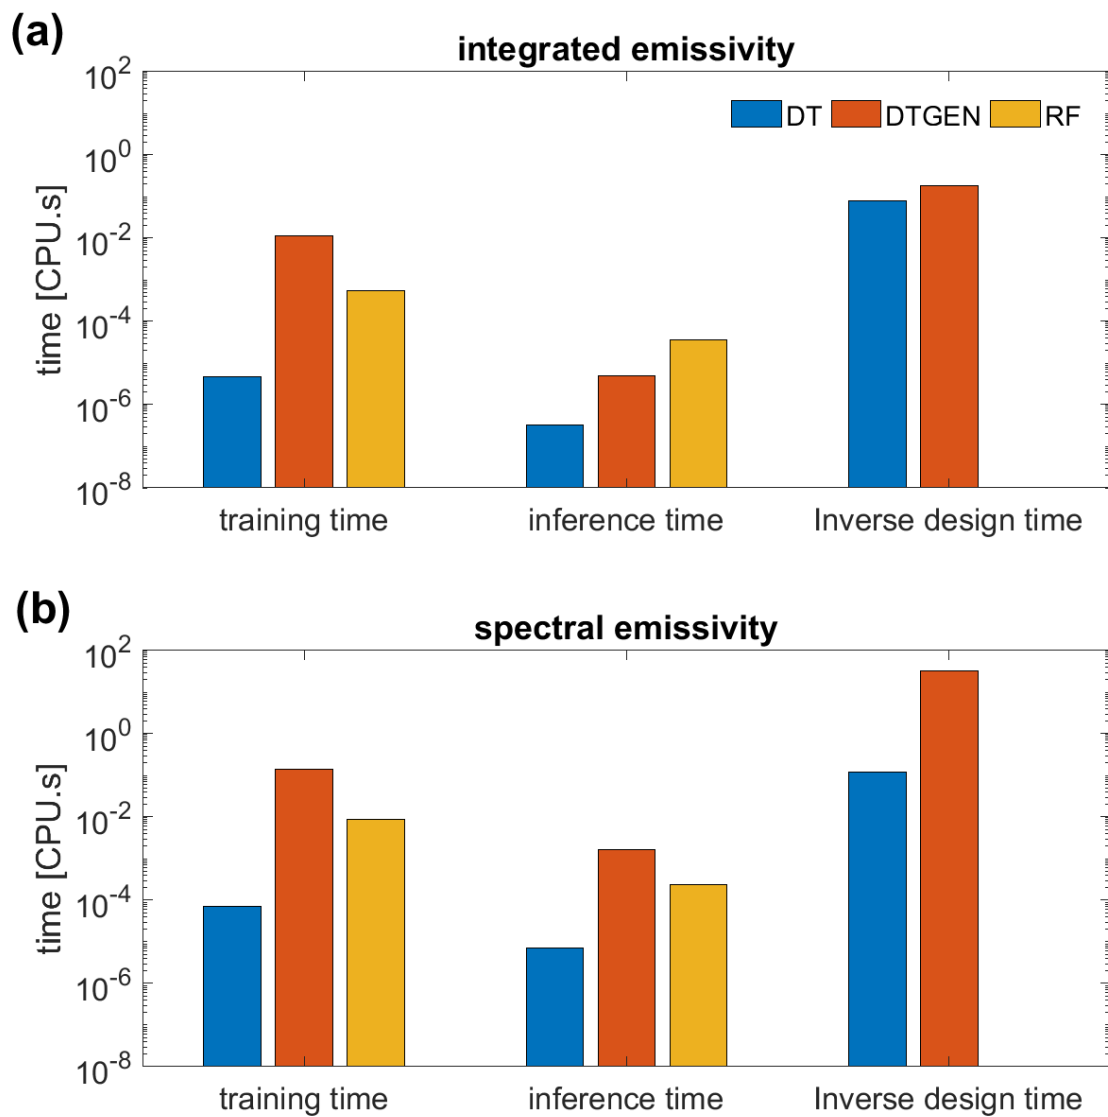 (a)
integrated emissivity
DT DTGEN RF
10^2
10^0
10^-2
10^-4
10^-6
10^-8
time [CPU.s]
training time inference time Inverse design time
(b)
spectral emissivity
10^2
10^0
10^-2
10^-4
10^-6
10^-8
time [CPU.s]
training time inference time Inverse design time